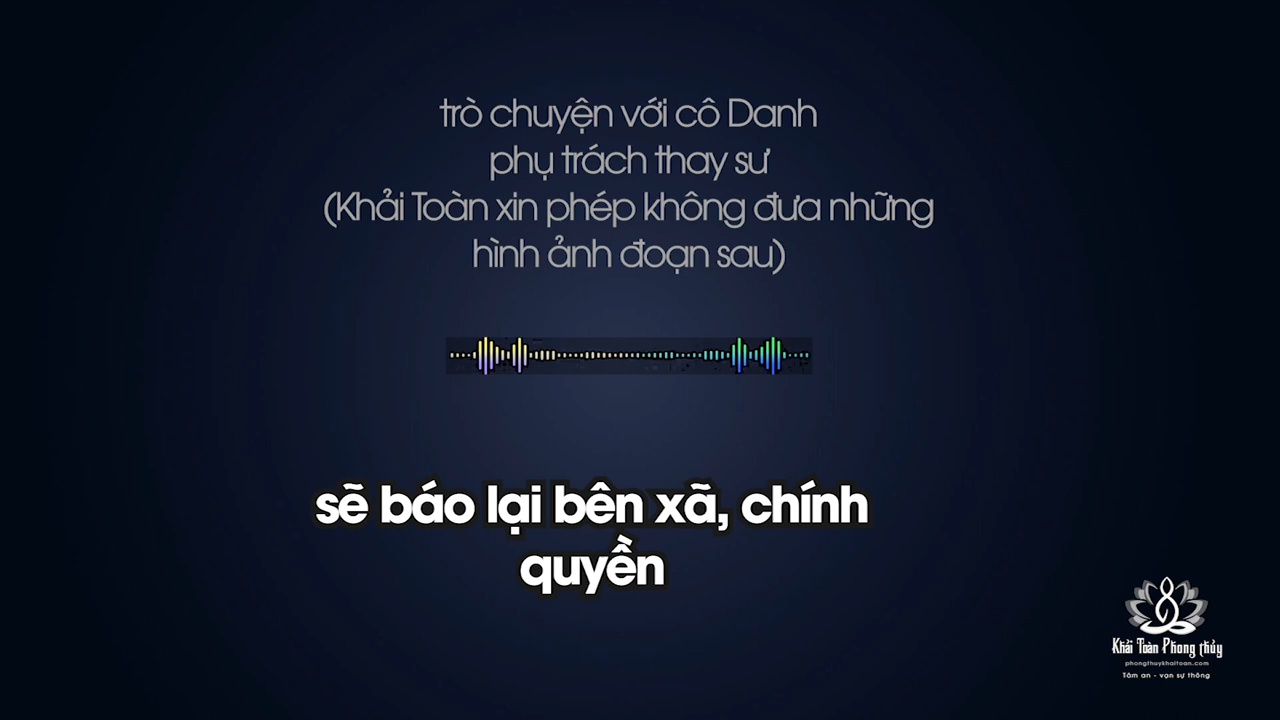 trò chuyện với cô Danh
phụ trách thay sư
(Khải Toàn xin phép không đưa những
hình ảnh đoạn sau)
sẽ báo lại bên xã, chính
quyền
Khải Toàn Phong thủy
phongthuykhaitoan.com
Tâm an - vạn sự thông